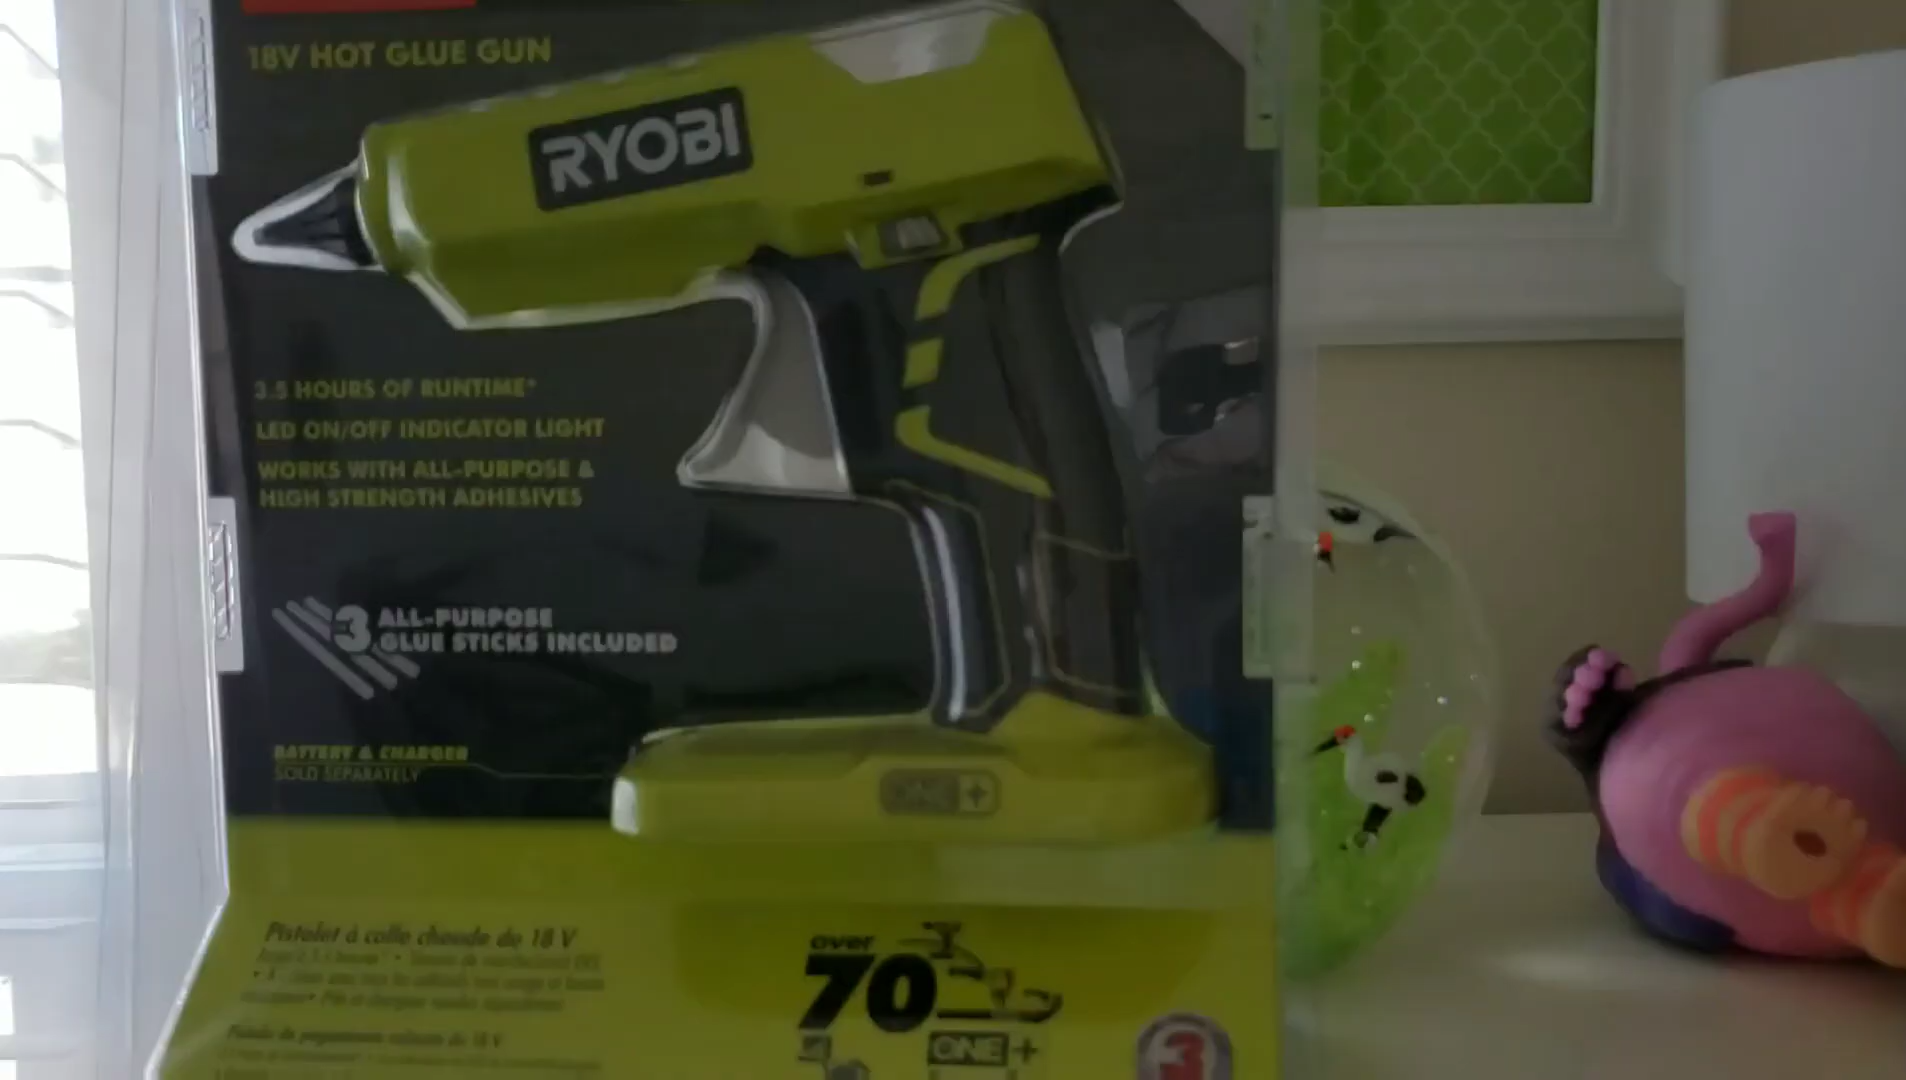 18V HOT GLUE GUN
RYOBI
3.5 HOURS OF RUNTIME*
LED ON/OFF INDICATOR LIGHT
WORKS WITH ALL-PURPOSE &
HIGH STRENGTH ADHESIVES
3 ALL-PURPOSE
GLUE STICKS INCLUDED
BATTERY & CHARGER
SOLD SEPARATELY
ONE+
Pistolet à colle chaude de 18 V
over
70
ONE+
3